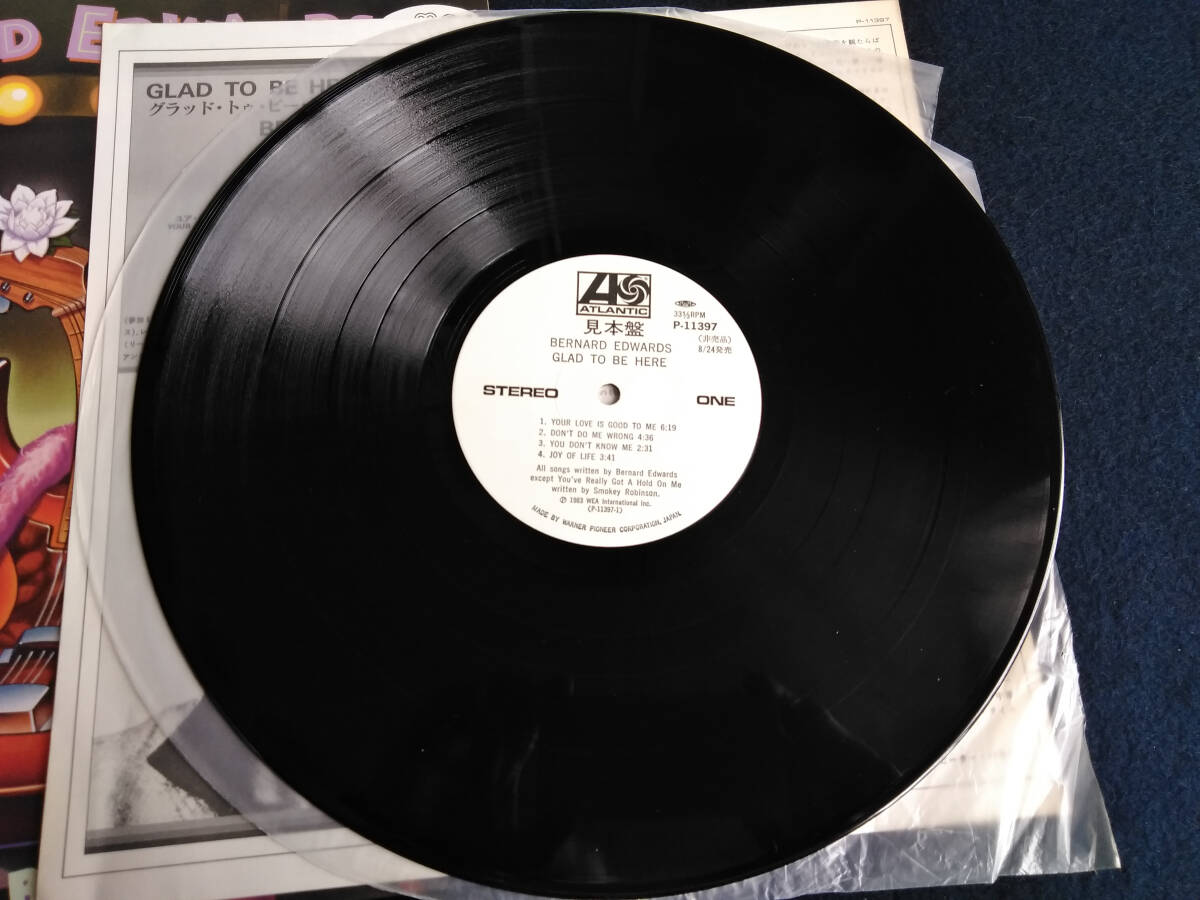 D EDWARDS
P-11397
GLAD TO BE HE
グラッド・トゥ・ビー
BE
YOUR
ATLANTIC
見本盤
33⅓RPM
P-11397
(非売品)
8/24発売
BERNARD EDWARDS
GLAD TO BE HERE
STEREO
ONE
1. YOUR LOVE IS GOOD TO ME 6:19
2. DON'T DO ME WRONG 4:36
3. YOU DON'T KNOW ME 2:31
4. JOY OF LIFE 3:41
All songs written by Bernard Edwards
except You've Really Got A Hold On Me
written by Smokey Robinson.
Ⓟ 1983 WEA International Inc.
(P-11397-1)
MADE BY WARNER PIONEER CORPORATION, JAPAN.